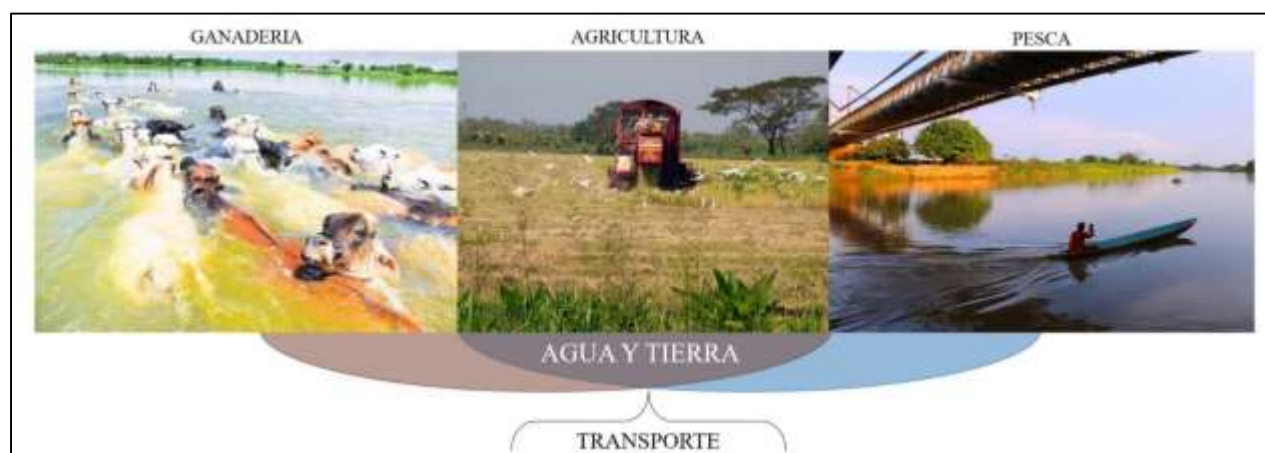 GANADERIA
AGRICULTURA
PESCA
AGUA Y TIERRA
TRANSPORTE